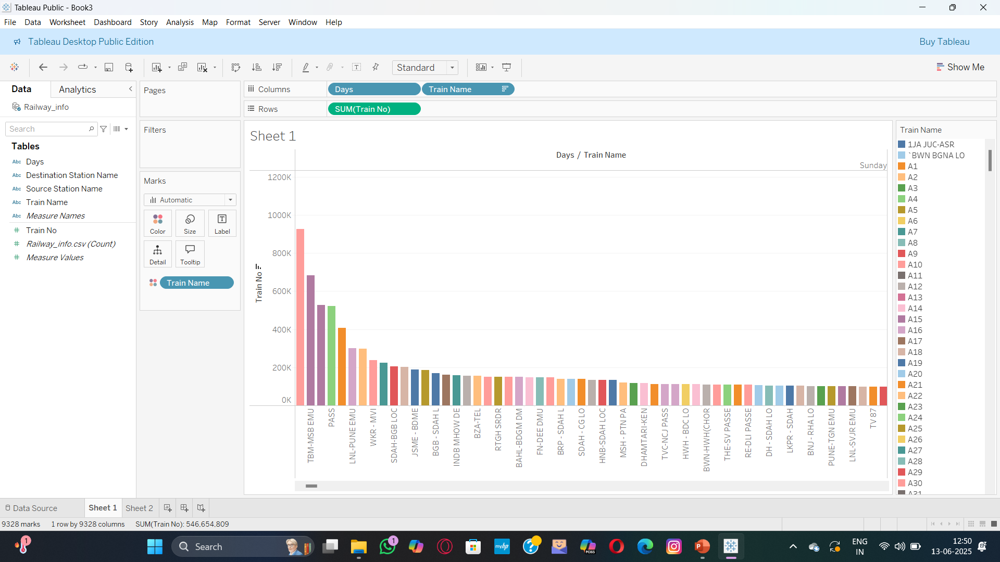 Tableau Public - Book3
File Data Worksheet Dashboard Story Analysis Map Format Server Window Help
Tableau Desktop Public Edition
Buy Tableau
Standard
Show Me
Data
Analytics
Railway_info
Search
Tables
Abc Days
Abc Destination Station Name
Abc Source Station Name
Abc Train Name
Abc Measure Names
# Train No
# Railway_info.csv (Count)
# Measure Values
Pages
Filters
Marks
Automatic
Color Size Label
Detail Tooltip
Train Name
Columns Days Train Name
Rows SUM(Train No)
Sheet 1
Days / Train Name
Sunday
Train No
1200K
1000K
800K
600K
400K
200K
0K
TBM-MSB EMU
PASS
LNL-PUNE EMU
WKR - MVI
SDAH-BGB LOC
JSME - BDME
BGB - SDAH L
INDB MHOW DE
BZA-TEL
RTGH SRDR
BAHL-BDGM DM
FN-DEE DMU
BRP - SDAH L
SDAH - CG LO
HNB-SDAH LOC
MSH - PTN PA
DHAMTARI-KEN
TVC-NCJ PASS
HWH - BDC LO
BWN-HWH(CHOR
THE-SV PASSE
RE-DLI PASSE
DH - SDAH LO
LKPR - SDAH
BNJ - RHA LO
PUNE-TGN EMU
LNL-SVJR EMU
TV 87
Train Name
1JA JUC-ASR
`BWN BGNA LO
A1
A2
A3
A4
A5
A6
A7
A8
A9
A10
A11
A12
A13
A14
A15
A16
A17
A18
A19
A20
A21
A22
A23
A24
A25
A26
A27
A28
A29
A30
A31
Data Source
Sheet 1
Sheet 2
9328 marks 1 row by 9328 columns SUM(Train No): 546,654,809
1
Search
1
myhp
M365
ENG
IN
12:50
13-06-2025